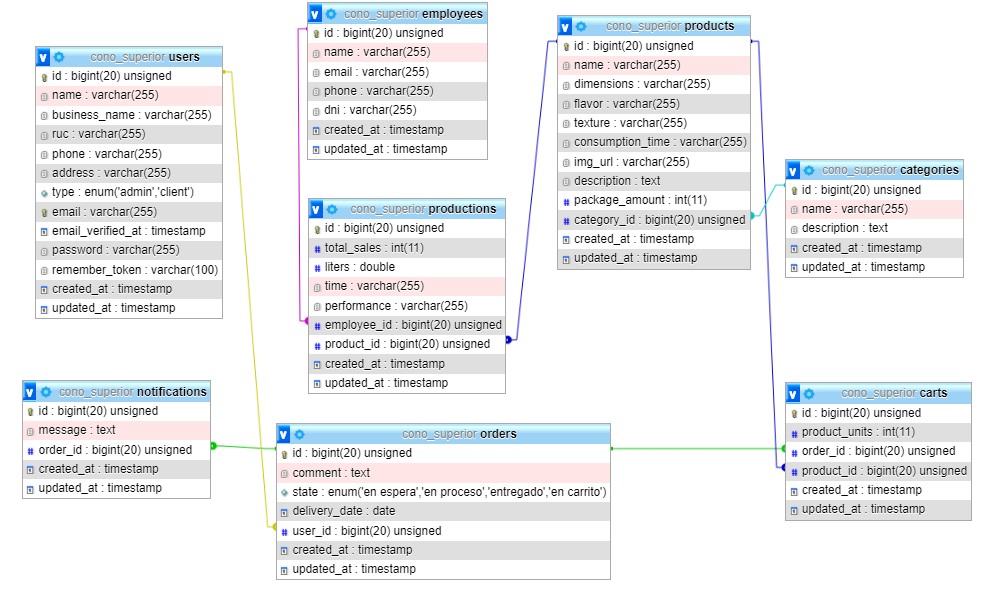 cono_superior employees
id : bigint(20) unsigned
name : varchar(255)
email : varchar(255)
phone : varchar(255)
dni : varchar(255)
created_at : timestamp
updated_at : timestamp
cono_superior products
id : bigint(20) unsigned
name : varchar(255)
dimensions : varchar(255)
flavor : varchar(255)
texture : varchar(255)
consumption_time : varchar(255)
img_url : varchar(255)
description : text
package_amount : int(11)
category_id : bigint(20) unsigned
created_at : timestamp
updated_at : timestamp
cono_superior users
id : bigint(20) unsigned
name : varchar(255)
business_name : varchar(255)
ruc : varchar(255)
phone : varchar(255)
address : varchar(255)
type : enum('admin','client')
email : varchar(255)
email_verified_at : timestamp
password : varchar(255)
remember_token : varchar(100)
created_at : timestamp
updated_at : timestamp
cono_superior categories
id : bigint(20) unsigned
name : varchar(255)
description : text
created_at : timestamp
updated_at : timestamp
cono_superior productions
id : bigint(20) unsigned
total_sales : int(11)
liters : double
time : varchar(255)
performance : varchar(255)
employee_id : bigint(20) unsigned
product_id : bigint(20) unsigned
created_at : timestamp
updated_at : timestamp
cono_superior notifications
id : bigint(20) unsigned
message : text
order_id : bigint(20) unsigned
created_at : timestamp
updated_at : timestamp
cono_superior orders
id : bigint(20) unsigned
comment : text
state : enum('en espera','en proceso','entregado','en carrito')
delivery_date : date
user_id : bigint(20) unsigned
created_at : timestamp
updated_at : timestamp
cono_superior carts
id : bigint(20) unsigned
product_units : int(11)
order_id : bigint(20) unsigned
product_id : bigint(20) unsigned
created_at : timestamp
updated_at : timestamp